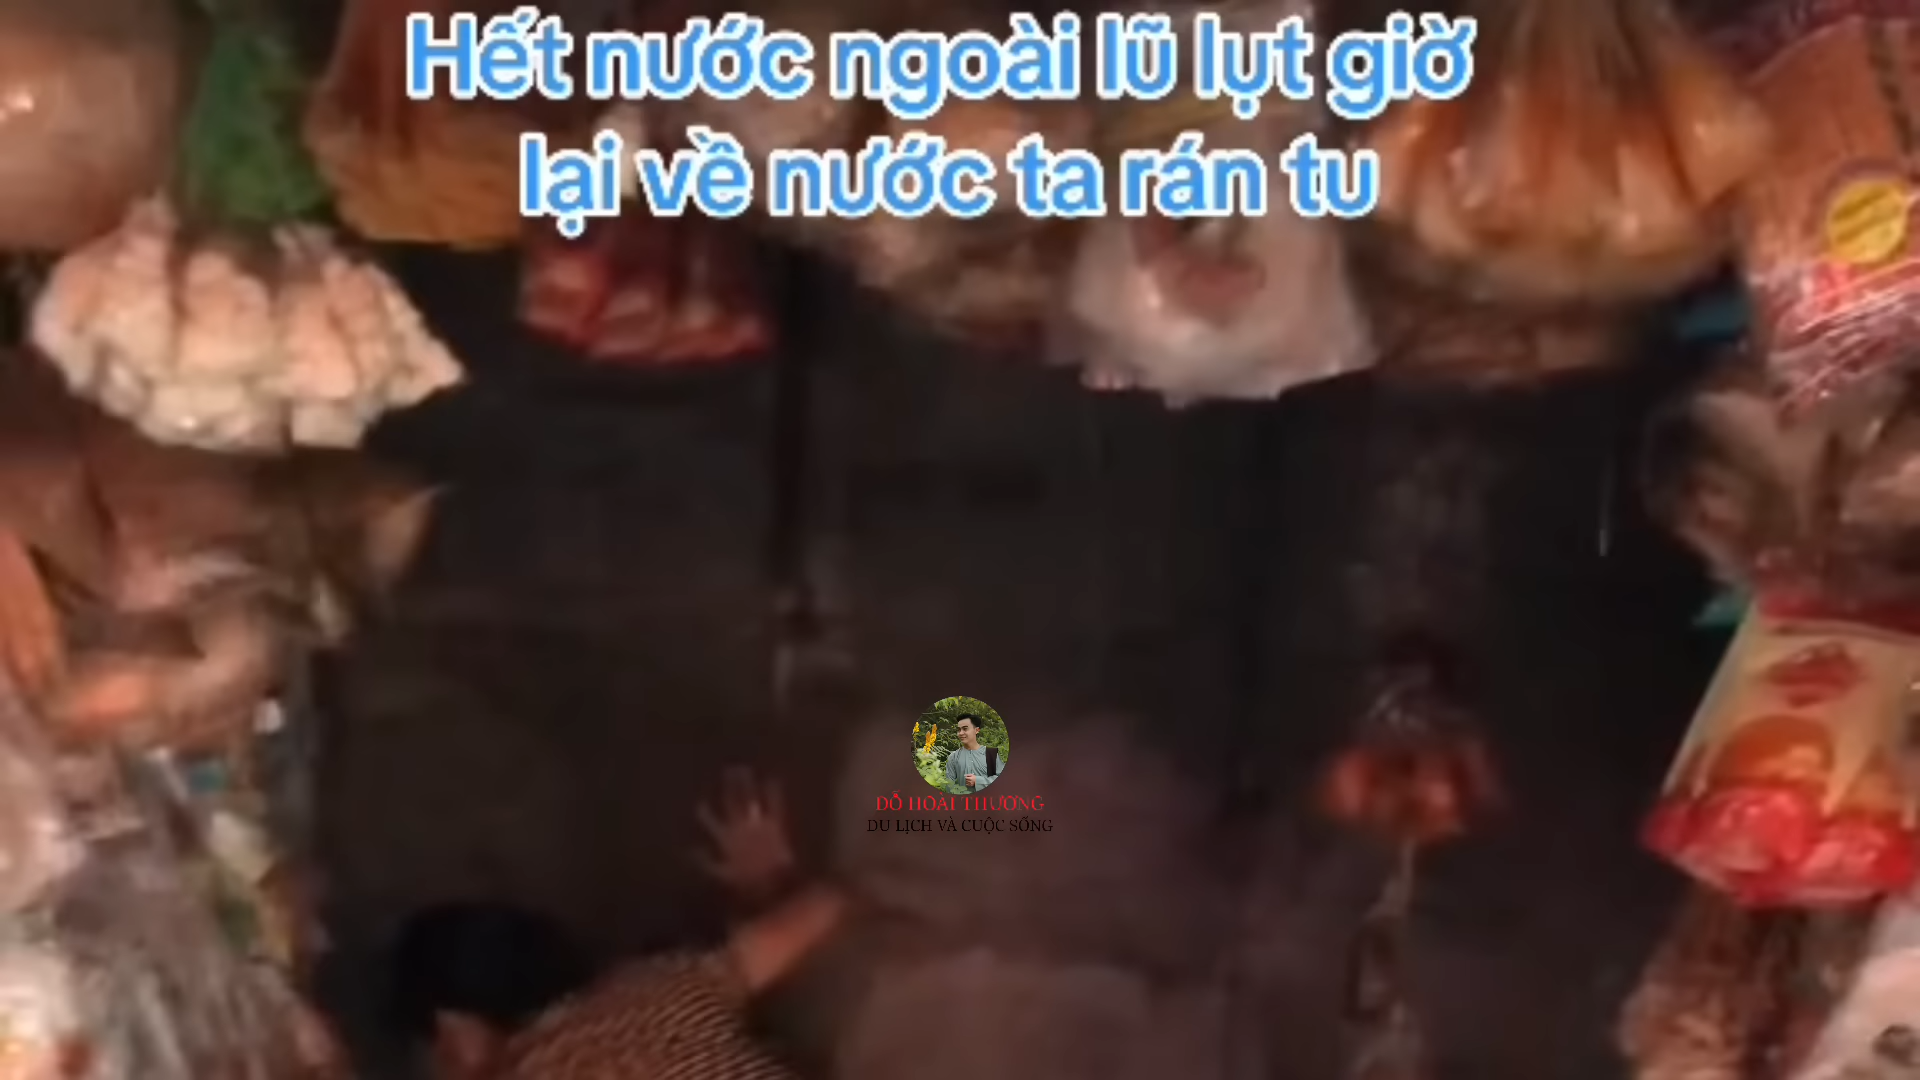 Hết nước ngoài lũ lụt giờ
lại về nước ta rán tu
ĐỖ HOÀI THƯƠNG
DU LỊCH VÀ CUỘC SỐNG